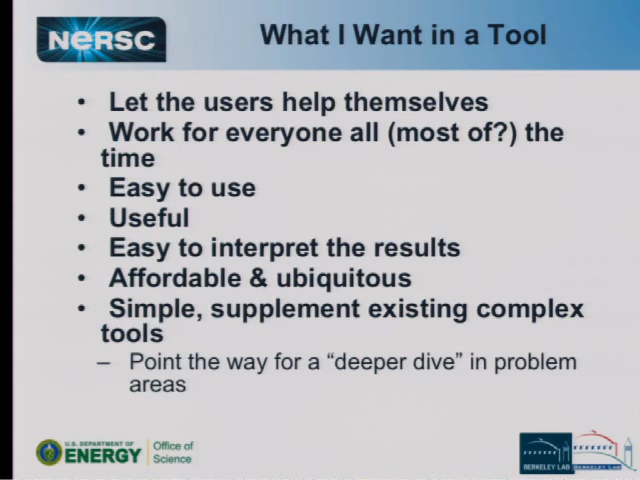 NERSC
What I Want in a Tool
• Let the users help themselves
• Work for everyone all (most of?) the
time
• Easy to use
• Useful
• Easy to interpret the results
• Affordable & ubiquitous
• Simple, supplement existing complex
tools
– Point the way for a “deeper dive” in problem
areas
U.S. DEPARTMENT OF
ENERGY
Office of
Science
BERKELEY LAB
BERKELEY LAB